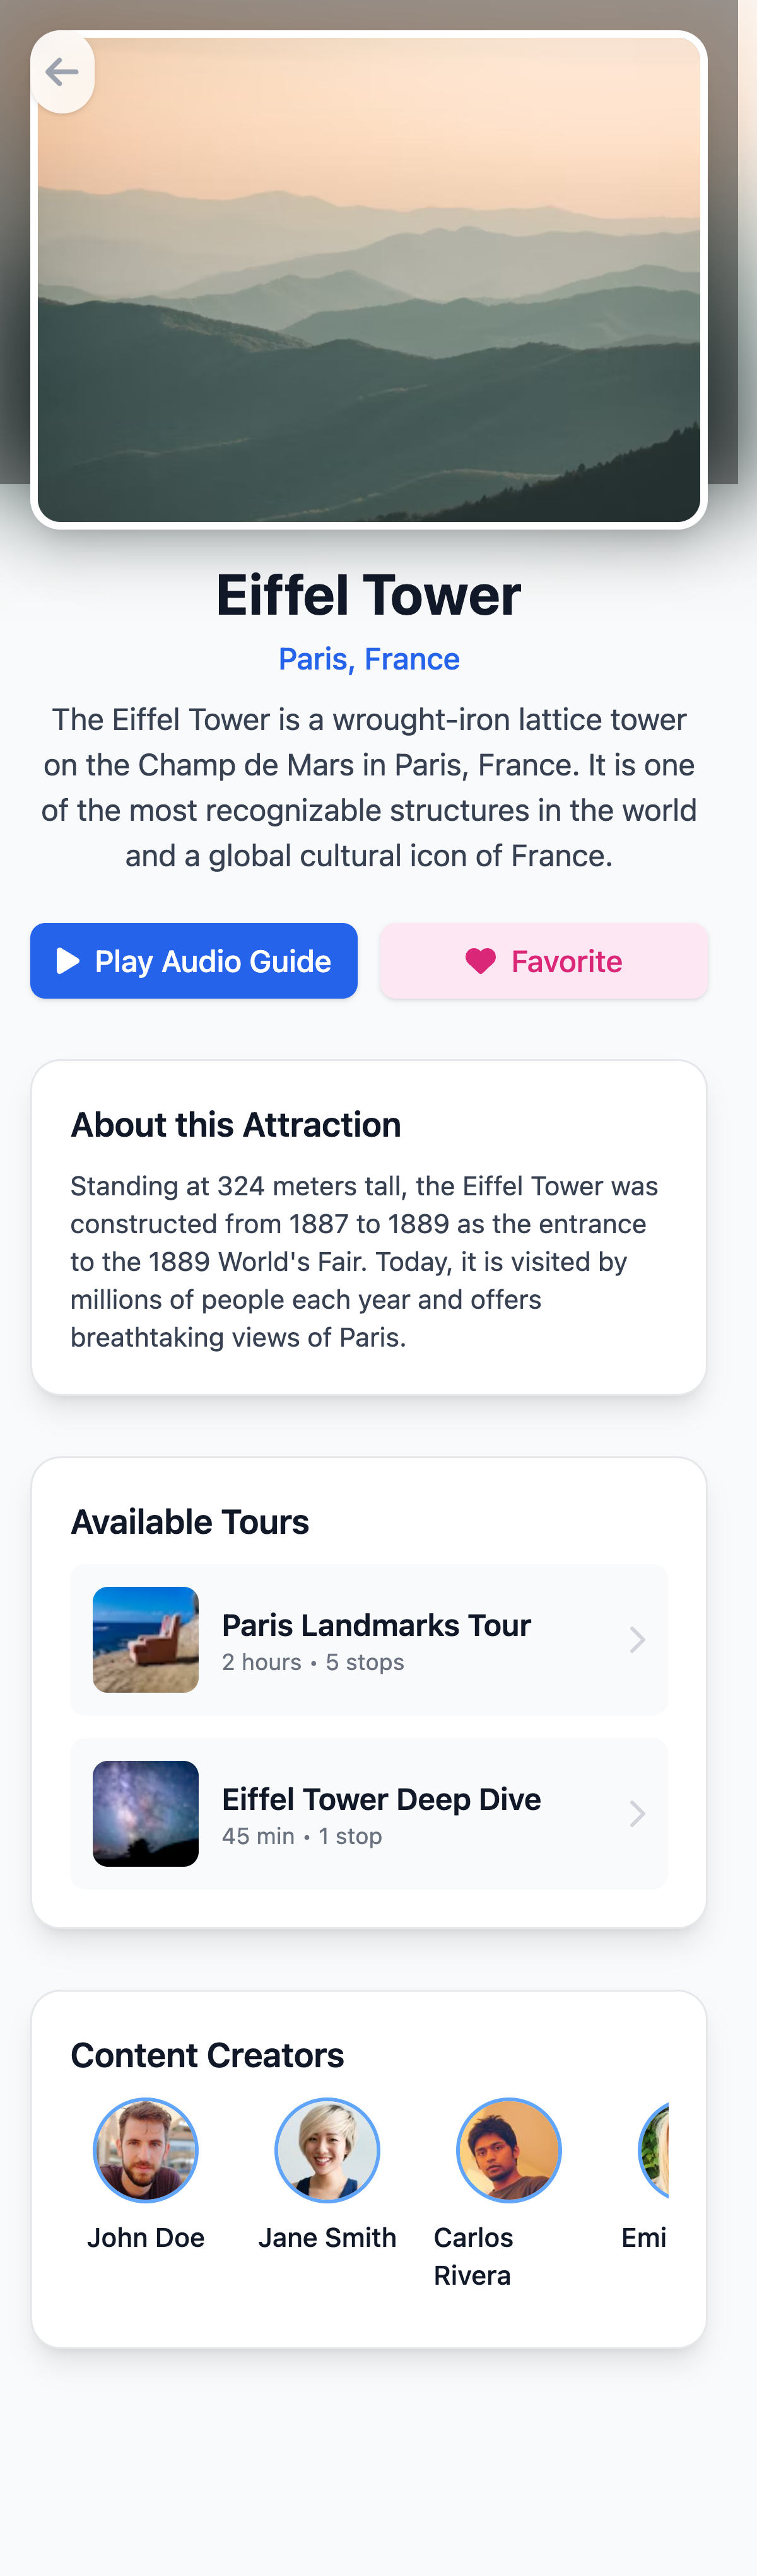 Eiffel Tower
Paris, France
The Eiffel Tower is a wrought-iron lattice tower
on the Champ de Mars in Paris, France. It is one
of the most recognizable structures in the world
and a global cultural icon of France.
Play Audio Guide
Favorite
About this Attraction
Standing at 324 meters tall, the Eiffel Tower was
constructed from 1887 to 1889 as the entrance
to the 1889 World's Fair. Today, it is visited by
millions of people each year and offers
breathtaking views of Paris.
Available Tours
Paris Landmarks Tour
2 hours • 5 stops
Eiffel Tower Deep Dive
45 min • 1 stop
Content Creators
John Doe
Jane Smith
Carlos
Rivera
Emi